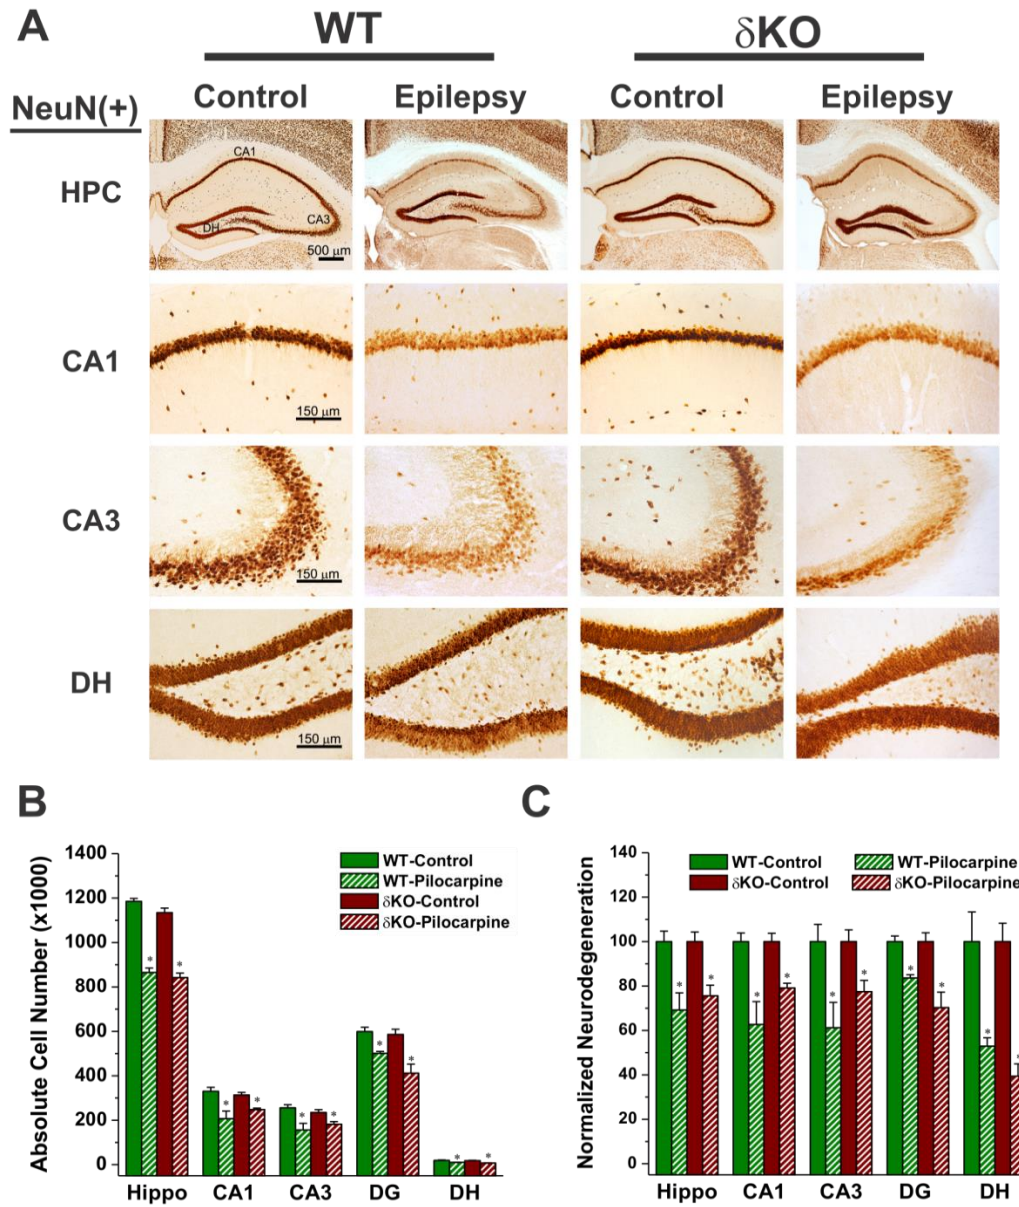 A
WT
δKO
NeuN(+)
Control
Epilepsy
Control
Epilepsy
HPC
CA1
CA3
DH
500 μm
CA1
150 μm
CA3
150 μm
DH
150 μm
B
Absolute Cell Number (x1000)
1400
1200
1000
800
600
400
200
0
WT-Control
WT-Pilocarpine
δKO-Control
δKO-Pilocarpine
* * * * * * * * * *
Hippo CA1 CA3 DG DH
C
Normalized Neurodegeneration
140
120
100
80
60
40
20
0
WT-Control WT-Pilocarpine
δKO-Control δKO-Pilocarpine
* * * * * * * * * *
Hippo CA1 CA3 DG DH